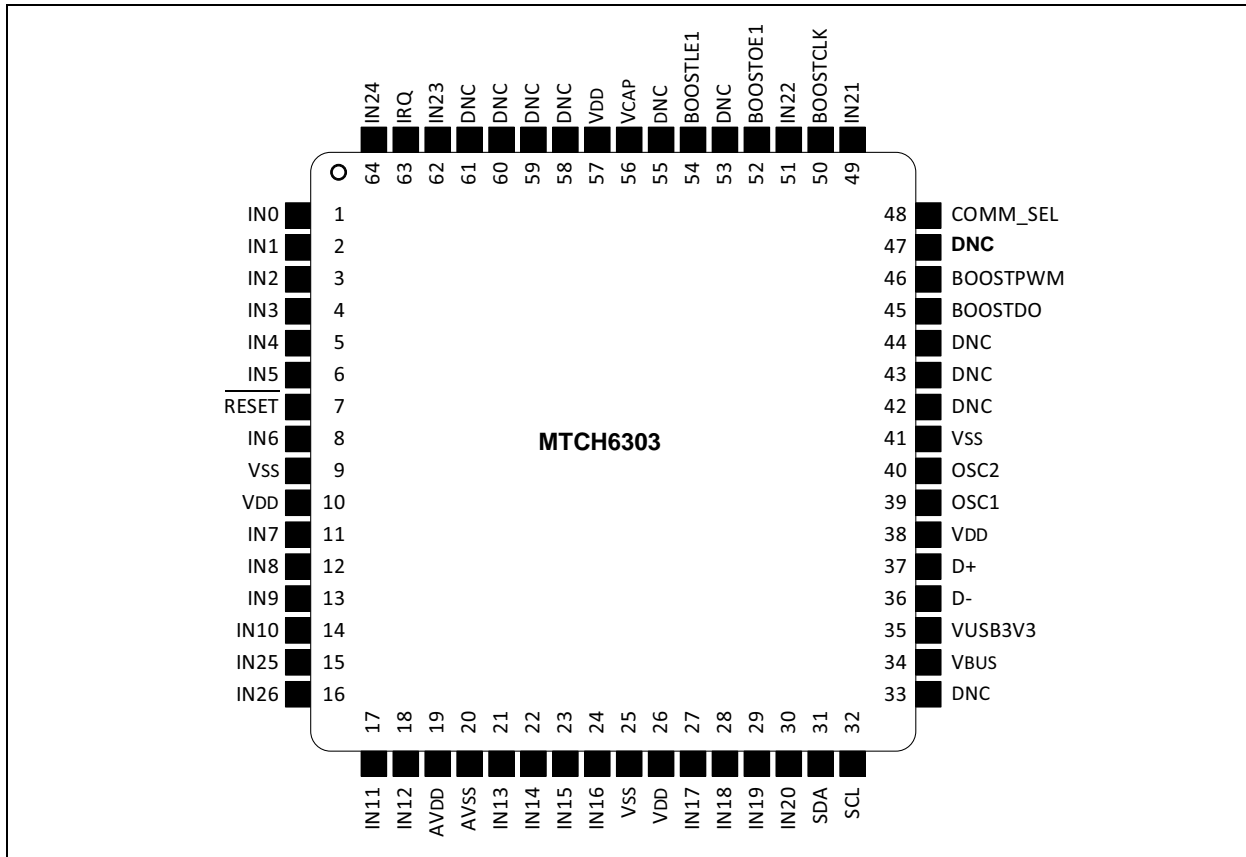 IN24 IRQ IN23 DNC DNC DNC DNC VDD VCAP DNC BOOSTLE1 DNC BOOSTOE1 IN22 BOOSTCLK IN21
64 63 62 61 60 59 58 57 56 55 54 53 52 51 50 49
IN0 1
IN1 2
IN2 3
IN3 4
IN4 5
IN5 6
RESET 7
IN6 8
VSS 9
VDD 10
IN7 11
IN8 12
IN9 13
IN10 14
IN25 15
IN26 16
MTCH6303
48 COMM_SEL
47 DNC
46 BOOSTPWM
45 BOOSTDO
44 DNC
43 DNC
42 DNC
41 VSS
40 OSC2
39 OSC1
38 VDD
37 D+
36 D-
35 VUSB3V3
34 VBUS
33 DNC
17 18 19 20 21 22 23 24 25 26 27 28 29 30 31 32
IN11 IN12 AVDD AVSS IN13 IN14 IN15 IN16 VSS VDD IN17 IN18 IN19 IN20 SDA SCL